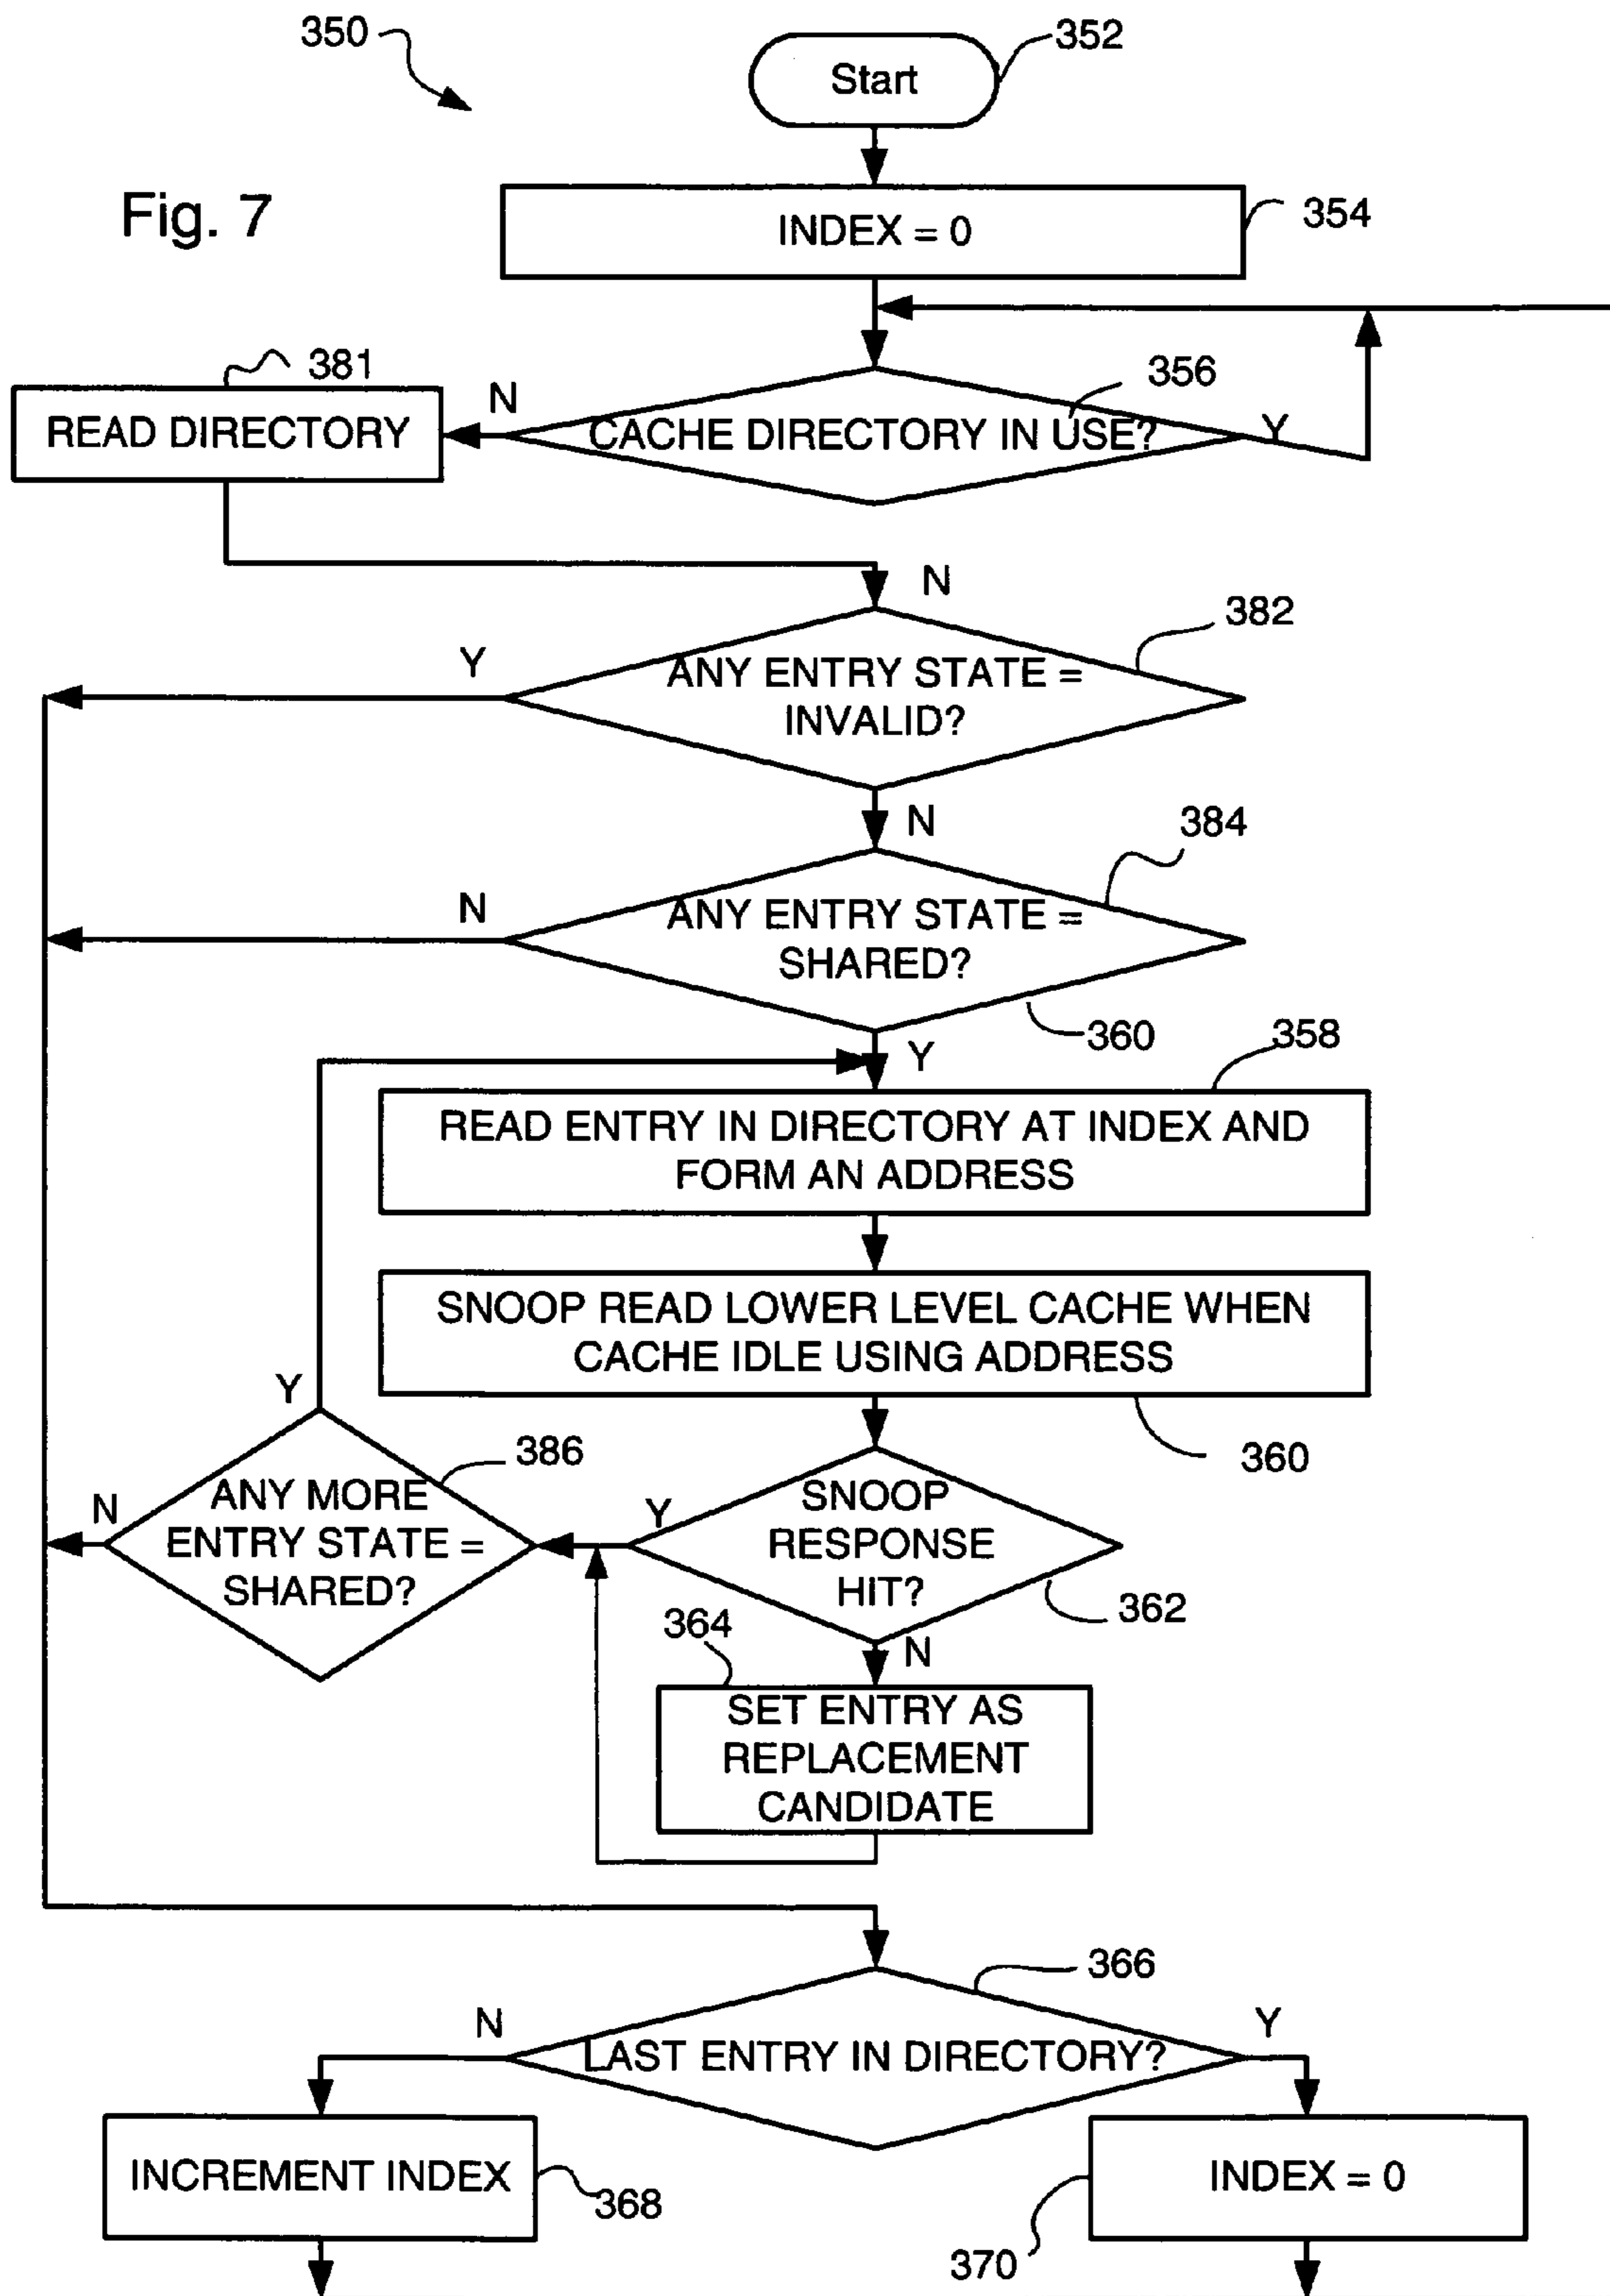 350
352
Start
Fig. 7
354
INDEX = 0
381
356
N
READ DIRECTORY
CACHE DIRECTORY IN USE?
Y
N
382
Y
ANY ENTRY STATE =
INVALID?
N
384
N
ANY ENTRY STATE =
SHARED?
360
358
Y
READ ENTRY IN DIRECTORY AT INDEX AND
FORM AN ADDRESS
SNOOP READ LOWER LEVEL CACHE WHEN
CACHE IDLE USING ADDRESS
Y
386
360
ANY MORE
ENTRY STATE =
SHARED?
N
Y
SNOOP
RESPONSE
HIT?
362
364
N
SET ENTRY AS
REPLACEMENT
CANDIDATE
366
N
Y
LAST ENTRY IN DIRECTORY?
INCREMENT INDEX
368
INDEX = 0
370